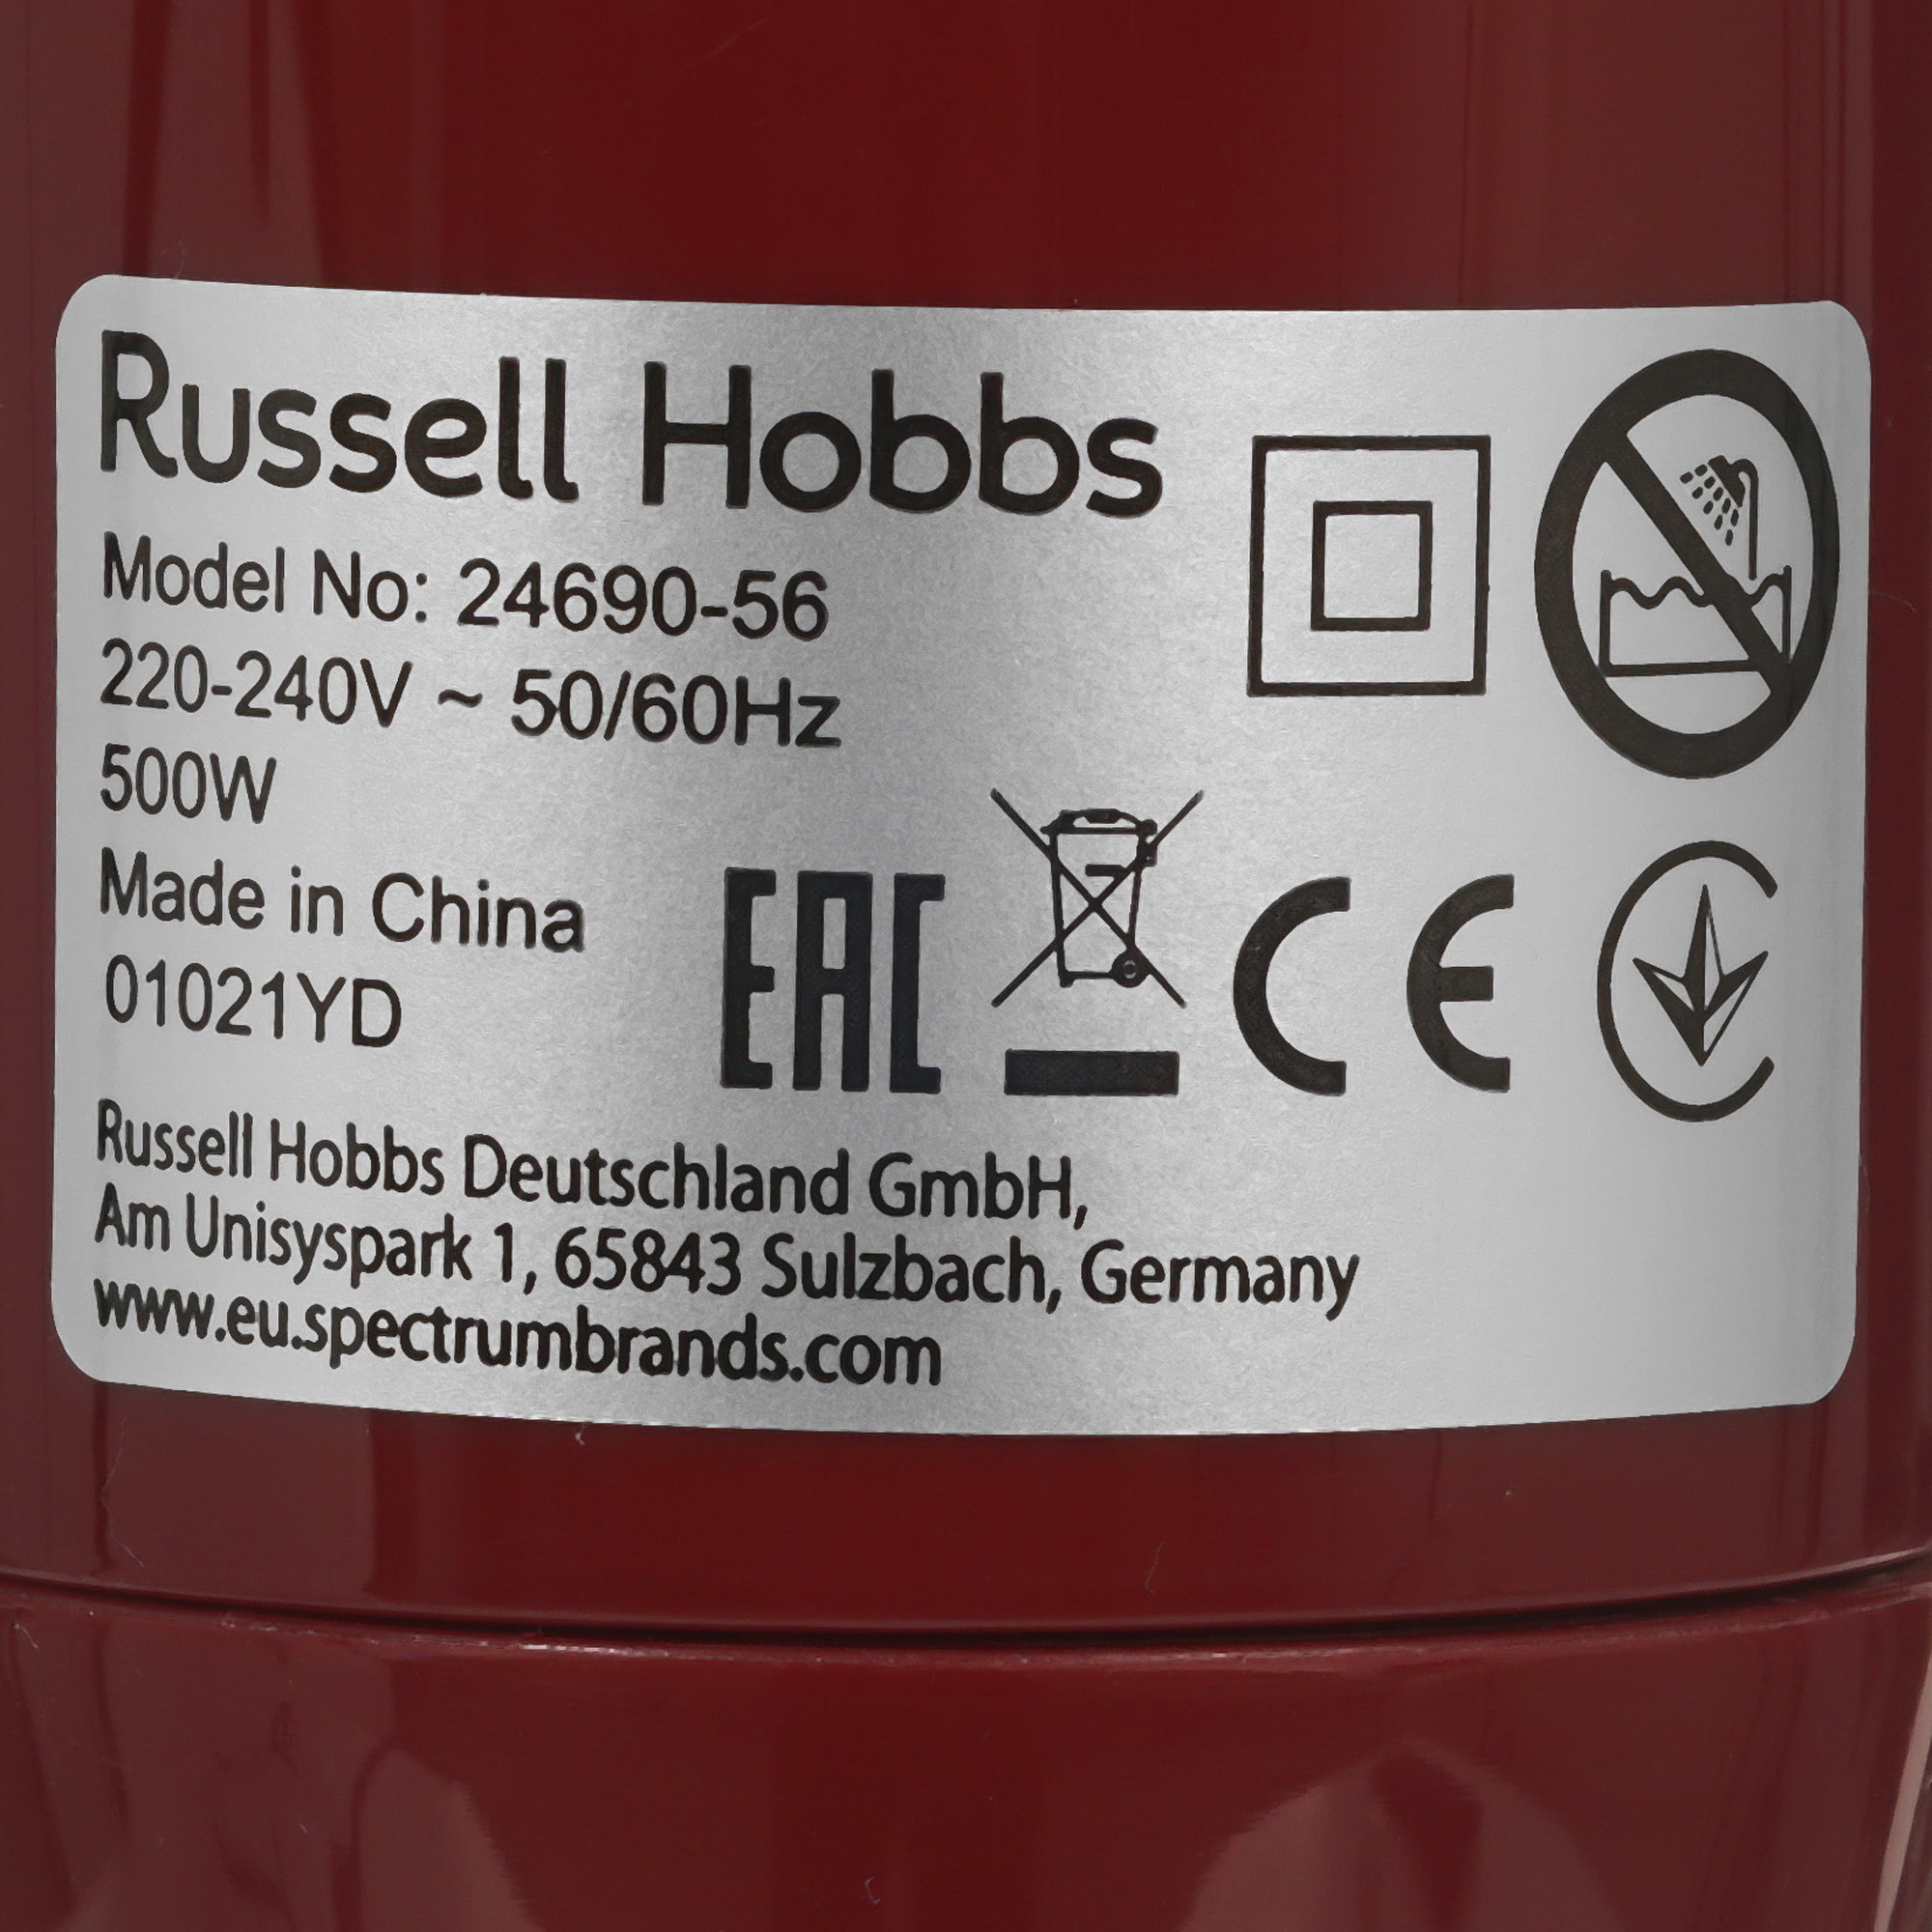 Russell Hobbs
Model No: 24690-56
220-240V ~ 50/60Hz
500W
Made in China
01021YD
EAC
CE
Russell Hobbs Deutschland GmbH,
Am Unisyspark 1, 65843 Sulzbach, Germany
www.eu.spectrumbrands.com